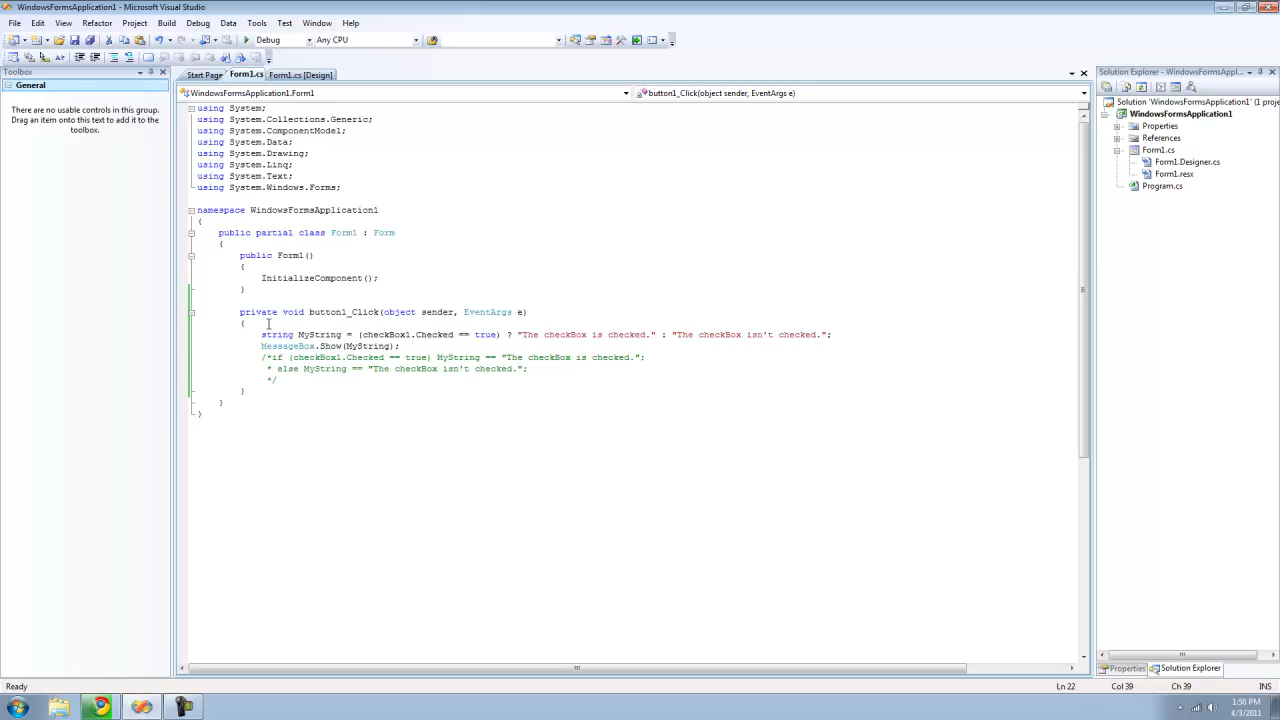 WindowsFormsApplication1 - Microsoft Visual Studio
File Edit View Refactor Project Build Debug Data Tools Test Window Help
Debug Any CPU
Toolbox
General
There are no usable controls in this group.
Drag an item onto this text to add it to the
toolbox.
Start Page Form1.cs Form1.cs [Design]
WindowsFormsApplication1.Form1 button1_Click(object sender, EventArgs e)
using System;
using System.Collections.Generic;
using System.ComponentModel;
using System.Data;
using System.Drawing;
using System.Linq;
using System.Text;
using System.Windows.Forms;
namespace WindowsFormsApplication1
{
public partial class Form1 : Form
{
public Form1()
{
InitializeComponent();
}
private void button1_Click(object sender, EventArgs e)
{
string MyString = (checkBox1.Checked == true) ? "The checkBox is checked." : "The checkBox isn't checked.";
MessageBox.Show(MyString);
/*if (checkBox1.Checked == true) MyString == "The checkBox is checked.";
* else MyString == "The checkBox isn't checked.";
*/
}
}
}
Solution Explorer - WindowsFormsAppl...
Solution 'WindowsFormsApplication1' (1 proje
WindowsFormsApplication1
Properties
References
Form1.cs
Form1.Designer.cs
Form1.resx
Program.cs
Properties Solution Explorer
Ready Ln 22 Col 39 Ch 39 INS
1:50 PM
4/3/2011